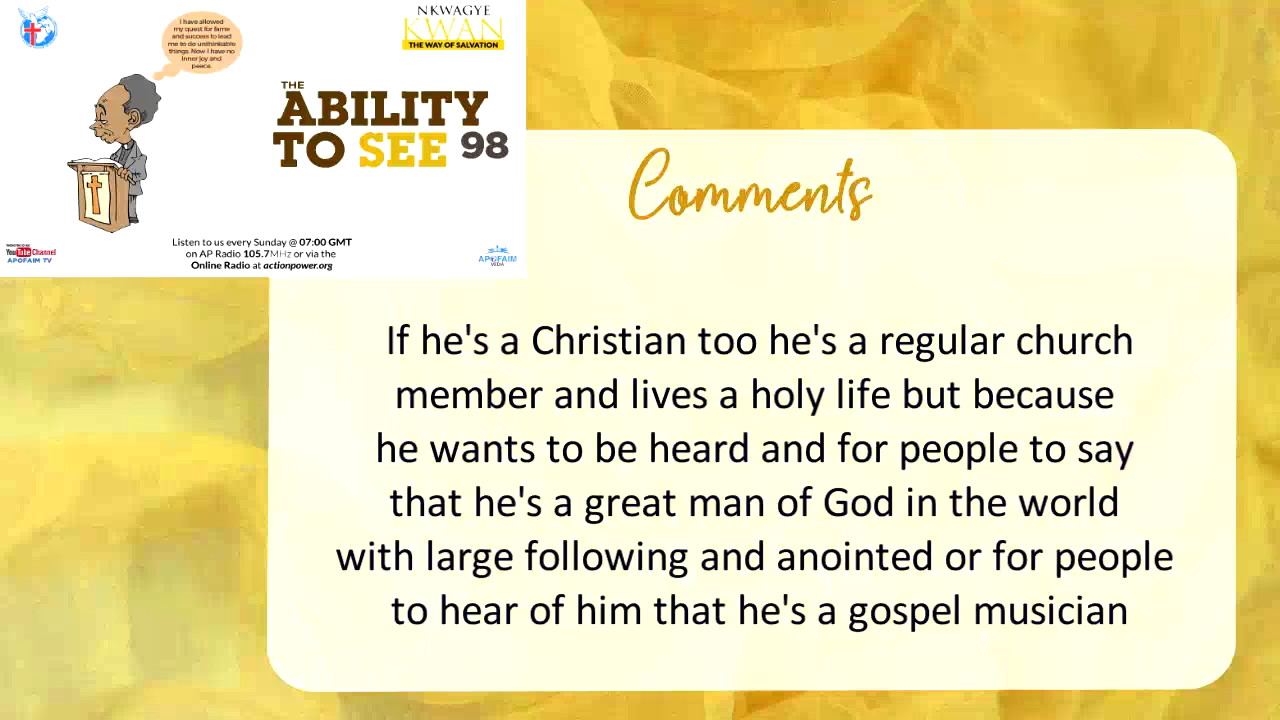 I have allowed
my quest for fame
and success to lead
me to do unthinkable
things. Now I have no
inner joy and
peace.
NKWAGYE
KWAN
THE WAY OF SALVATION
THE
ABILITY
TO SEE 98
Listen to us every Sunday @ 07:00 GMT
on AP Radio 105.7MHz or via the
Online Radio at actionpower.org
YouTube Channel
APOFAIM TV
APOFAIM
MEDIA
Comments
If he's a Christian too he's a regular church
member and lives a holy life but because
he wants to be heard and for people to say
that he's a great man of God in the world
with large following and anointed or for people
to hear of him that he's a gospel musician